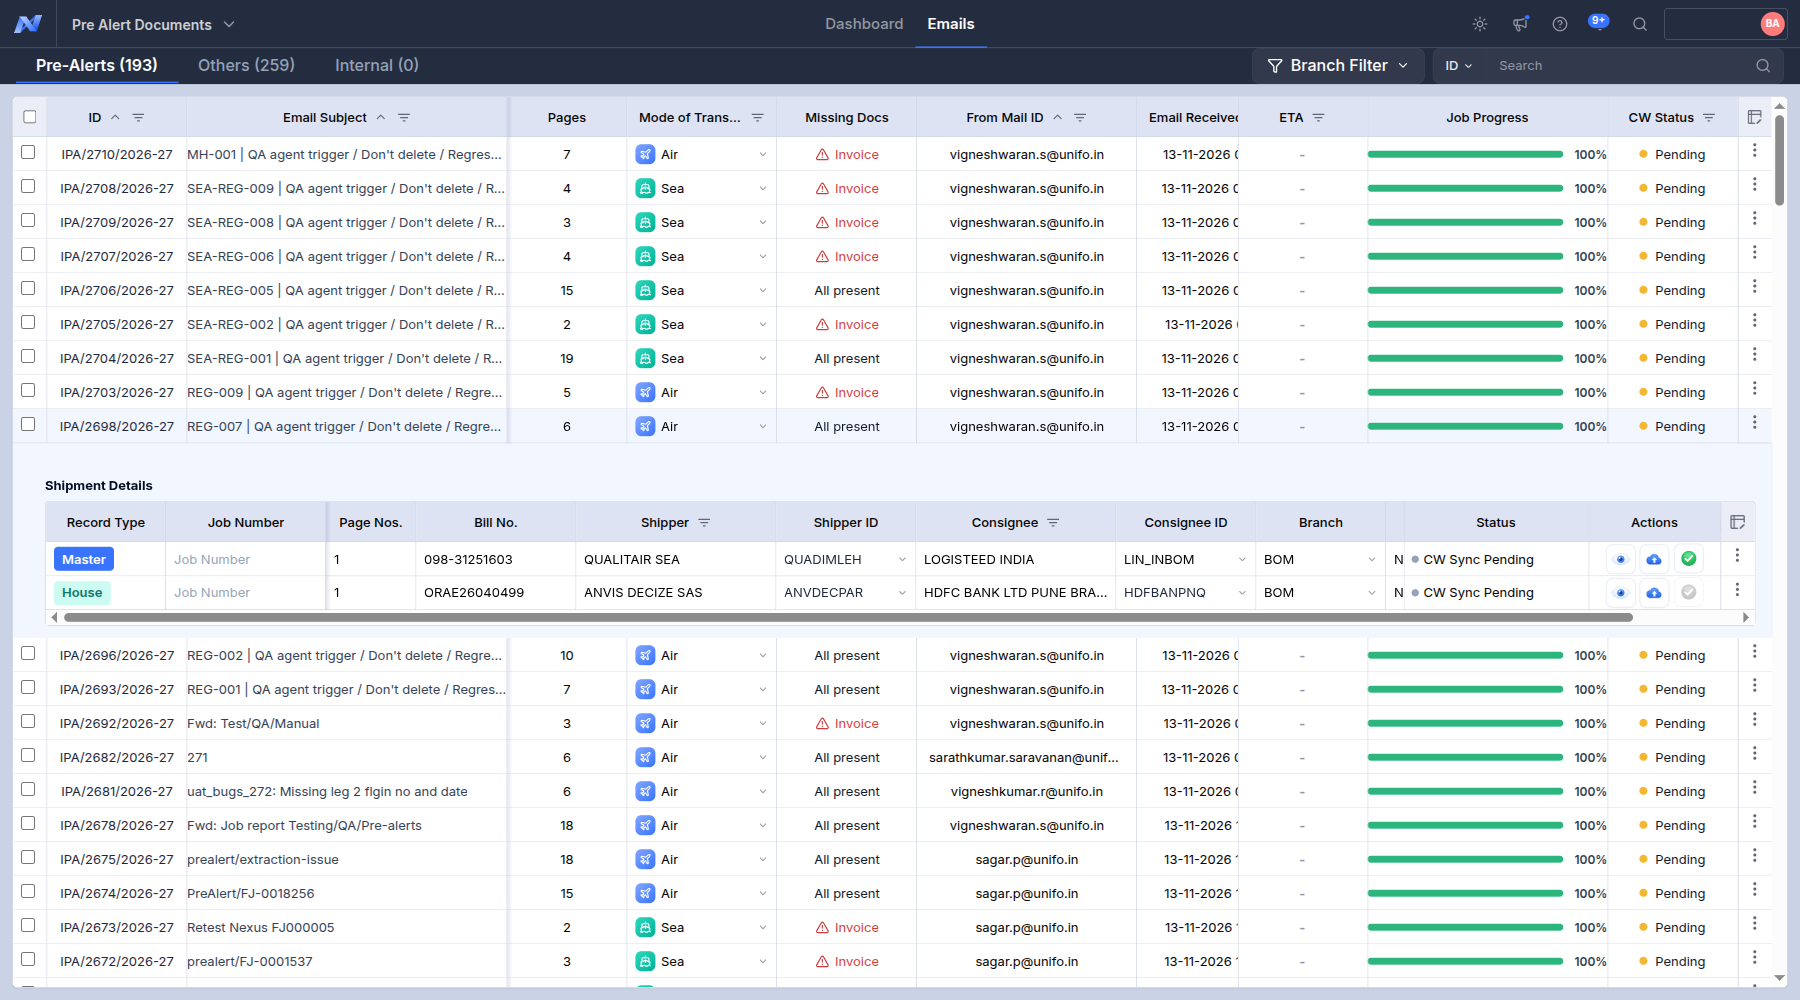 Pre Alert Documents
Dashboard Emails
9+
BA
Pre-Alerts (193) Others (259) Internal (0)
Branch Filter ID Search
ID Email Subject Pages Mode of Trans... Missing Docs From Mail ID Email Received ETA Job Progress CW Status
IPA/2710/2026-27 MH-001 | QA agent trigger / Don't delete / Regres... 7 Air Invoice vigneshwaran.s@unifo.in 13-11-2026 0 - 100% Pending
IPA/2708/2026-27 SEA-REG-009 | QA agent trigger / Don't delete / R... 4 Sea Invoice vigneshwaran.s@unifo.in 13-11-2026 0 - 100% Pending
IPA/2709/2026-27 SEA-REG-008 | QA agent trigger / Don't delete / R... 3 Sea Invoice vigneshwaran.s@unifo.in 13-11-2026 0 - 100% Pending
IPA/2707/2026-27 SEA-REG-006 | QA agent trigger / Don't delete / R... 4 Sea Invoice vigneshwaran.s@unifo.in 13-11-2026 0 - 100% Pending
IPA/2706/2026-27 SEA-REG-005 | QA agent trigger / Don't delete / R... 15 Sea All present vigneshwaran.s@unifo.in 13-11-2026 0 - 100% Pending
IPA/2705/2026-27 SEA-REG-002 | QA agent trigger / Don't delete / R... 2 Sea Invoice vigneshwaran.s@unifo.in 13-11-2026 - 100% Pending
IPA/2704/2026-27 SEA-REG-001 | QA agent trigger / Don't delete / R... 19 Sea All present vigneshwaran.s@unifo.in 13-11-2026 0 - 100% Pending
IPA/2703/2026-27 REG-009 | QA agent trigger / Don't delete / Regre... 5 Air Invoice vigneshwaran.s@unifo.in 13-11-2026 0 - 100% Pending
IPA/2698/2026-27 REG-007 | QA agent trigger / Don't delete / Regre... 6 Air All present vigneshwaran.s@unifo.in 13-11-2026 0 - 100% Pending
Shipment Details
Record Type Job Number Page Nos. Bill No. Shipper Shipper ID Consignee Consignee ID Branch Status Actions
Master Job Number 1 098-31251603 QUALITAIR SEA QUADIMLEH LOGISTEED INDIA LIN_INBOM BOM N CW Sync Pending
House Job Number 1 ORAE26040499 ANVIS DECIZE SAS ANVDECPAR HDFC BANK LTD PUNE BRA... HDFBANPNQ BOM N CW Sync Pending
IPA/2696/2026-27 REG-002 | QA agent trigger / Don't delete / Regre... 10 Air All present vigneshwaran.s@unifo.in 13-11-2026 0 - 100% Pending
IPA/2693/2026-27 REG-001 | QA agent trigger / Don't delete / Regres... 7 Air All present vigneshwaran.s@unifo.in 13-11-2026 0 - 100% Pending
IPA/2692/2026-27 Fwd: Test/QA/Manual 3 Air Invoice vigneshwaran.s@unifo.in 13-11-2026 0 - 100% Pending
IPA/2682/2026-27 271 6 Air All present sarathkumar.saravanan@unif... 13-11-2026 0 - 100% Pending
IPA/2681/2026-27 uat_bugs_272: Missing leg 2 flgin no and date 6 Air All present vigneshkumar.r@unifo.in 13-11-2026 0 - 100% Pending
IPA/2678/2026-27 Fwd: Job report Testing/QA/Pre-alerts 18 Air All present vigneshwaran.s@unifo.in 13-11-2026 - 100% Pending
IPA/2675/2026-27 prealert/extraction-issue 18 Air All present sagar.p@unifo.in 13-11-2026 - 100% Pending
IPA/2674/2026-27 PreAlert/FJ-0018256 15 Air All present sagar.p@unifo.in 13-11-2026 - 100% Pending
IPA/2673/2026-27 Retest Nexus FJ000005 2 Sea Invoice sagar.p@unifo.in 13-11-2026 - 100% Pending
IPA/2672/2026-27 prealert/FJ-0001537 3 Sea Invoice sagar.p@unifo.in 13-11-2026 - 100% Pending